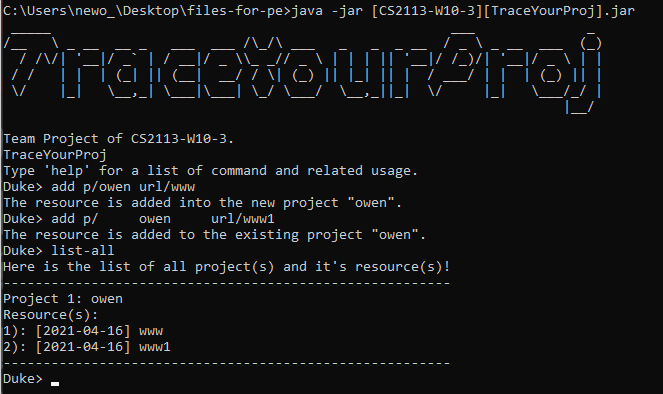 C:\Users\newo_\Desktop\files-for-pe>java -jar [CS2113-W10-3][TraceYourProj].jar
TraceYourProj
Team Project of CS2113-W10-3.
TraceYourProj
Type 'help' for a list of command and related usage.
Duke> add p/owen url/www
The resource is added into the new project "owen".
Duke> add p/     owen     url/www1
The resource is added to the existing project "owen".
Duke> list-all
Here is the list of all project(s) and it's resource(s)!
--------------------------------------------------------
Project 1: owen
Resource(s):
1): [2021-04-16] www
2): [2021-04-16] www1
--------------------------------------------------------
Duke>